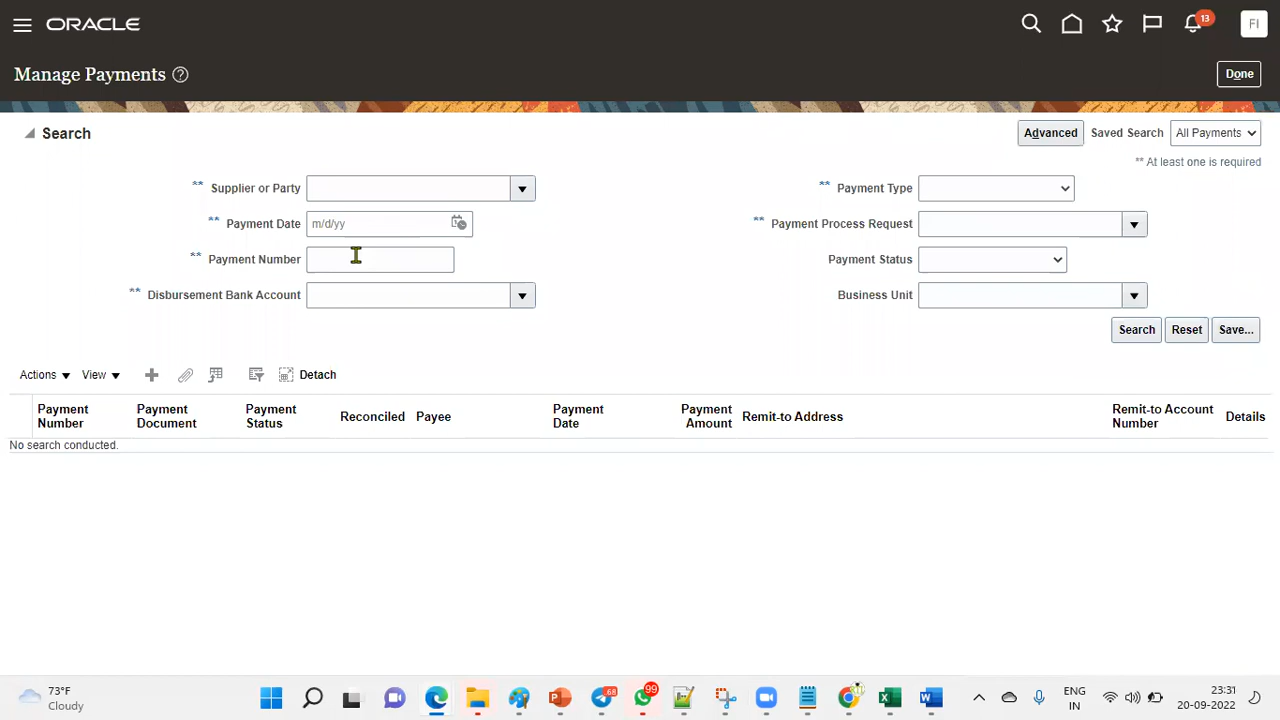 ORACLE
13
FI
Manage Payments ?
Done
Search
Advanced
Saved Search
All Payments
** At least one is required
** Supplier or Party
** Payment Type
** Payment Date
m/d/yy
** Payment Process Request
** Payment Number
Payment Status
** Disbursement Bank Account
Business Unit
Search
Reset
Save...
Actions
View
Detach
Payment Number
Payment Document
Payment Status
Reconciled
Payee
Payment Date
Payment Amount
Remit-to Address
Remit-to Account Number
Details
No search conducted.
73°F
Cloudy
68
99
ENG
IN
20-09-2022